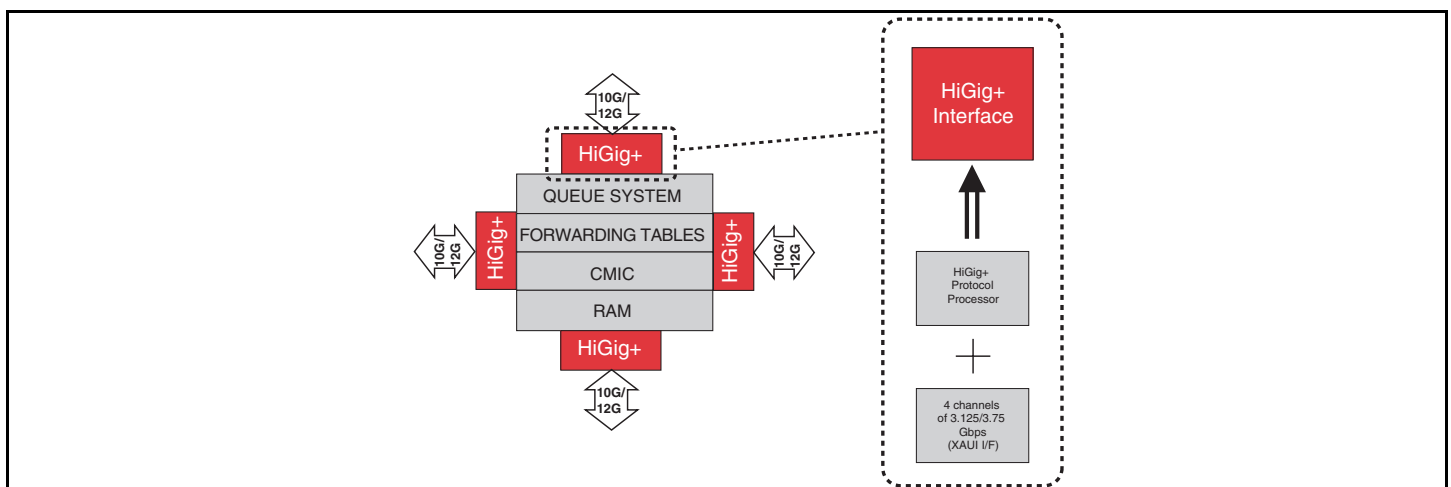 10G/
12G
HiGig+
QUEUE SYSTEM
10G/
12G
HiGig+
FORWARDING TABLES
CMIC
HiGig+
10G/
12G
RAM
HiGig+
10G/
12G
HiGig+
Interface
HiGig+
Protocol
Processor
4 channels
of 3.125/3.75
Gbps
(XAUI I/F)